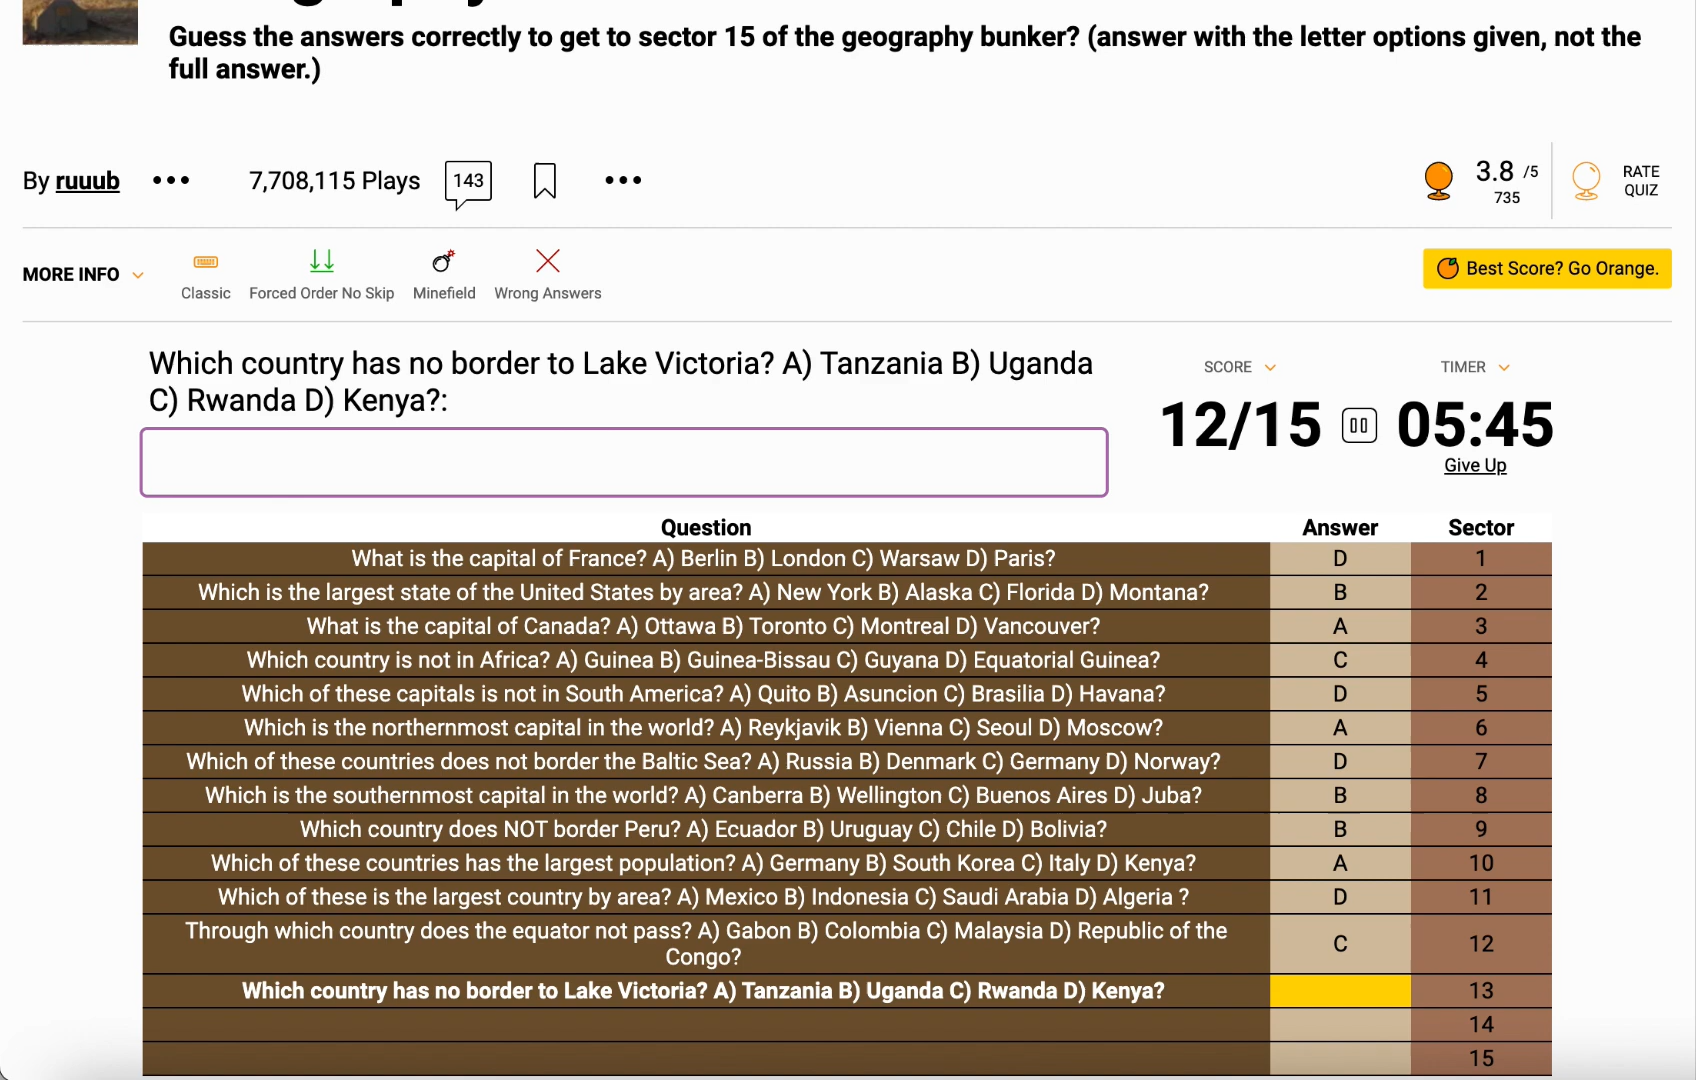 Guess the answers correctly to get to sector 15 of the geography bunker? (answer with the letter options given, not the
full answer.)
By ruuub
7,708,115 Plays
143
3.8 /5
735
RATE
QUIZ
MORE INFO
Classic
Forced Order No Skip
Minefield
Wrong Answers
Best Score? Go Orange.
Which country has no border to Lake Victoria? A) Tanzania B) Uganda
C) Rwanda D) Kenya?:
SCORE
TIMER
12/15
05:45
Give Up
Question Answer Sector
What is the capital of France? A) Berlin B) London C) Warsaw D) Paris? D 1
Which is the largest state of the United States by area? A) New York B) Alaska C) Florida D) Montana? B 2
What is the capital of Canada? A) Ottawa B) Toronto C) Montreal D) Vancouver? A 3
Which country is not in Africa? A) Guinea B) Guinea-Bissau C) Guyana D) Equatorial Guinea? C 4
Which of these capitals is not in South America? A) Quito B) Asuncion C) Brasilia D) Havana? D 5
Which is the northernmost capital in the world? A) Reykjavik B) Vienna C) Seoul D) Moscow? A 6
Which of these countries does not border the Baltic Sea? A) Russia B) Denmark C) Germany D) Norway? D 7
Which is the southernmost capital in the world? A) Canberra B) Wellington C) Buenos Aires D) Juba? B 8
Which country does NOT border Peru? A) Ecuador B) Uruguay C) Chile D) Bolivia? B 9
Which of these countries has the largest population? A) Germany B) South Korea C) Italy D) Kenya? A 10
Which of these is the largest country by area? A) Mexico B) Indonesia C) Saudi Arabia D) Algeria ? D 11
Through which country does the equator not pass? A) Gabon B) Colombia C) Malaysia D) Republic of the
Congo? C 12
Which country has no border to Lake Victoria? A) Tanzania B) Uganda C) Rwanda D) Kenya? 13
14
15